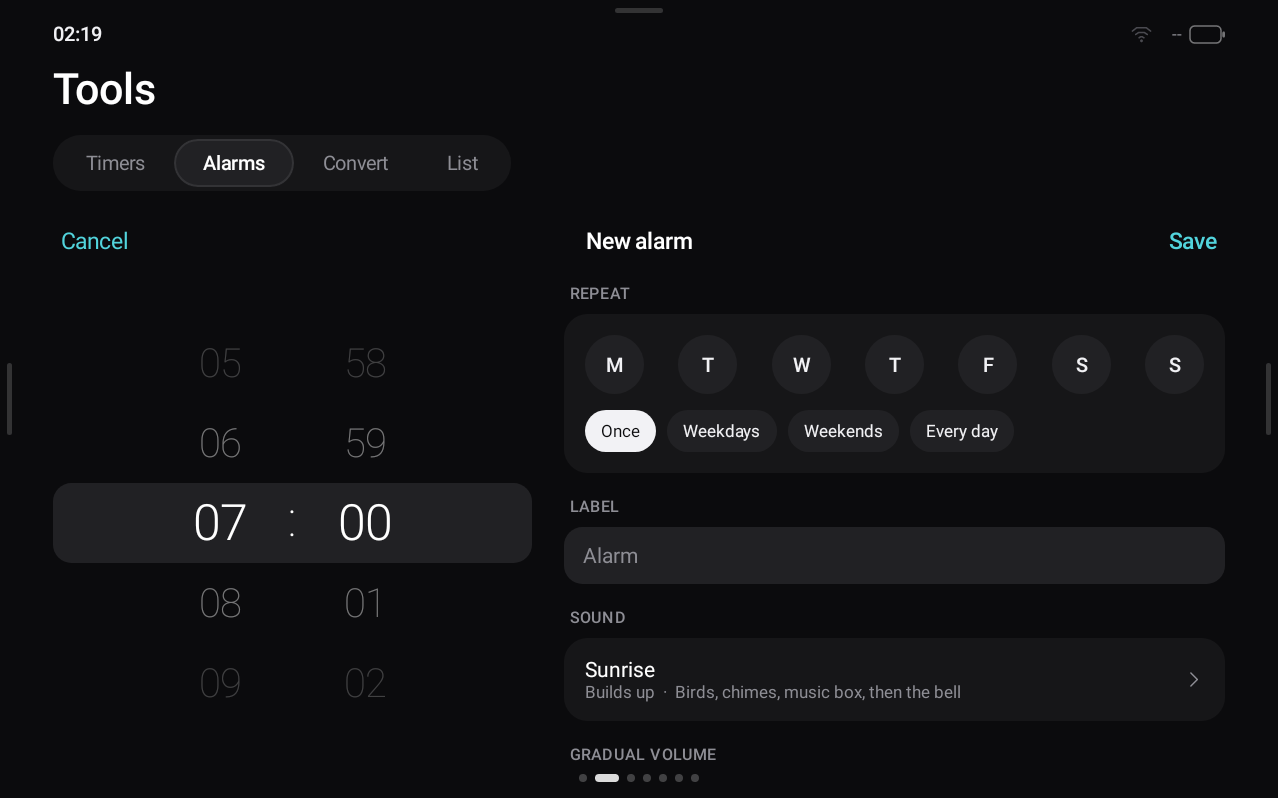 02:19
--
Tools
Timers Alarms Convert List
Cancel
New alarm
Save
REPEAT
M T W T F S S
Once Weekdays Weekends Every day
05 58
06 59
07 : 00
08 01
09 02
LABEL
Alarm
SOUND
Sunrise
Builds up · Birds, chimes, music box, then the bell
GRADUAL VOLUME